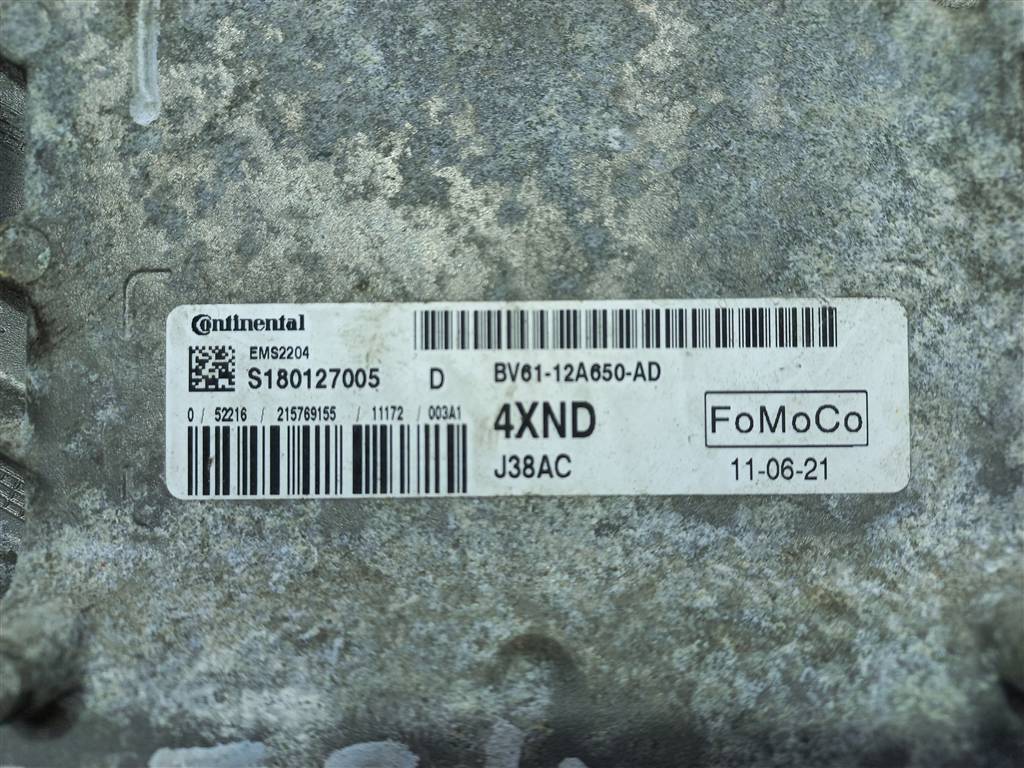 Continental
EMS2204
S180127005 D
0 / 52216 / 215769155 / 11172 / 003A1
BV61-12A650-AD
4XND
J38AC
FoMoCo
11-06-21